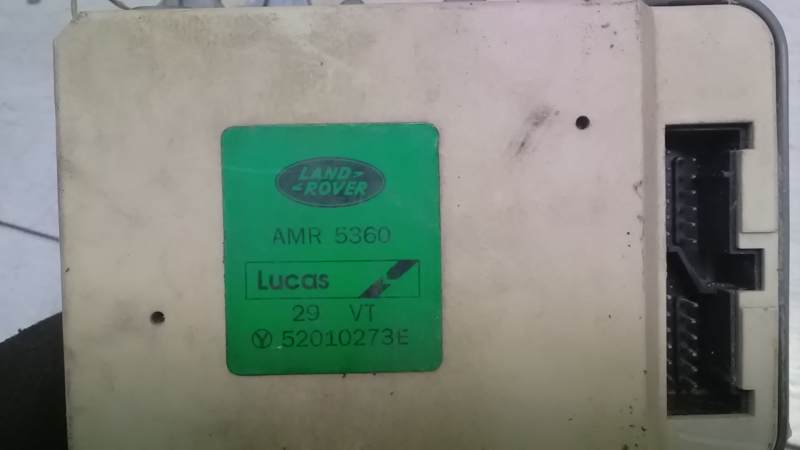 LAND
ROVER
AMR 5360
Lucas
29 VT
Y 52010273E